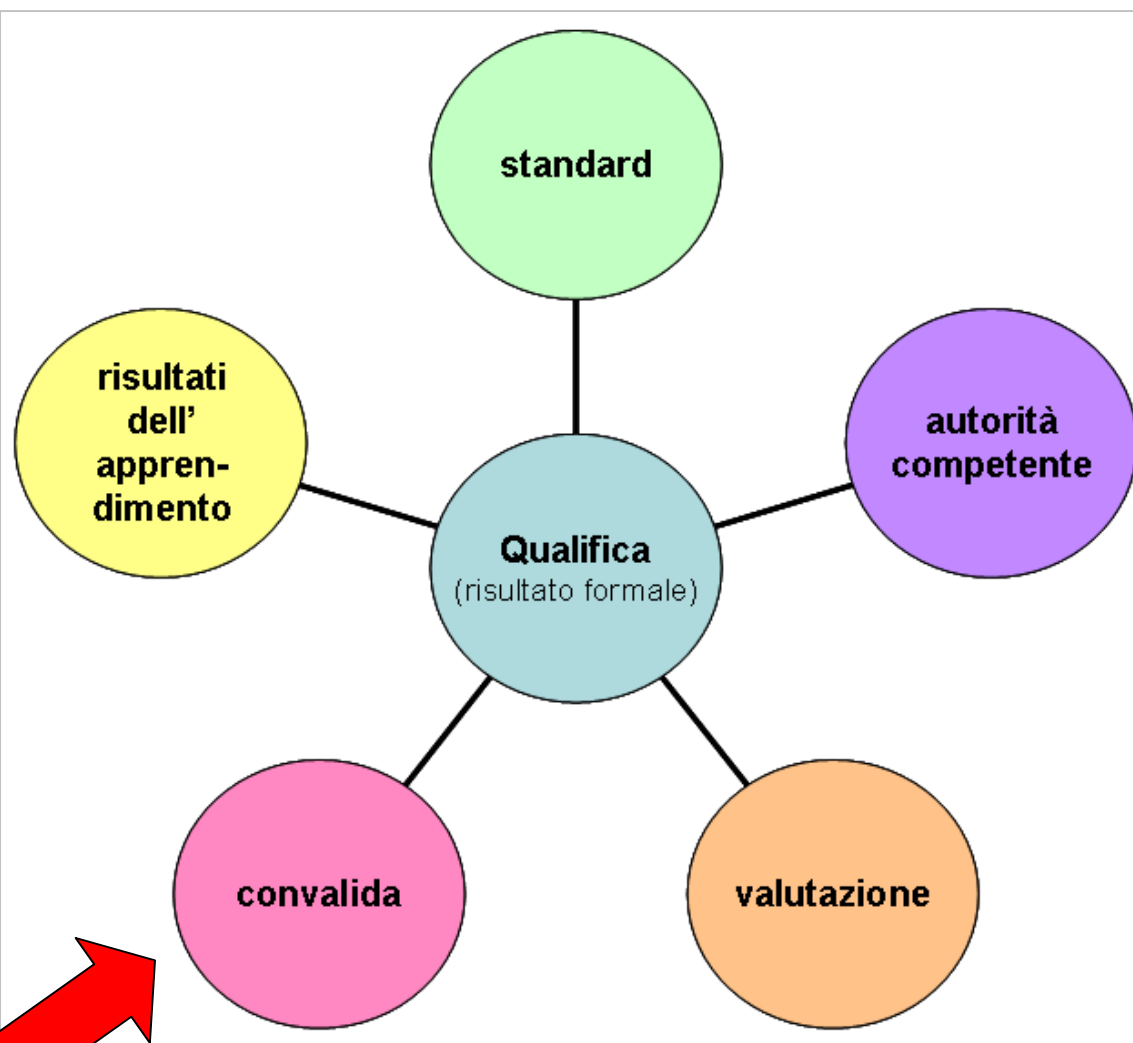 standard
risultati
dell’
appren-
dimento
autorità
competente
Qualifica
(risultato formale)
convalida
valutazione